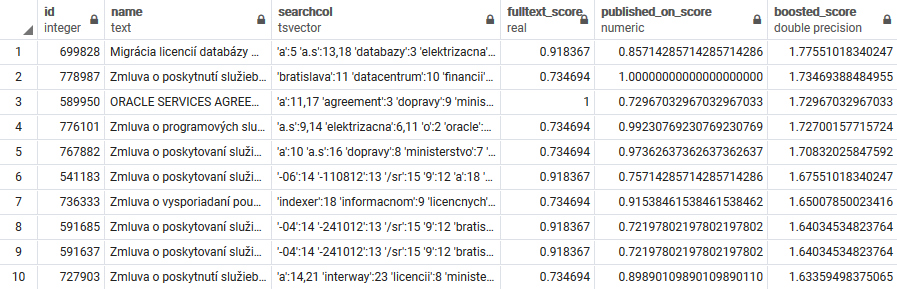 id integer name text searchcol tsvector fulltext_score real published_on_score numeric boosted_score double precision
1 699828 Migrácia licencií databázy ... 'a':5 'a.s':13,18 'databazy':3 'elektrizacna'... 0.918367 0.85714285714285714286 1.77551018340247
2 778987 Zmluva o poskytnutí služieb... 'bratislava':11 'datacentrum':10 'financii'... 0.734694 1.00000000000000000000 1.73469388484955
3 589950 ORACLE SERVICES AGREE... 'a':11,17 'agreement':3 'dopravy':9 'minis... 1 0.72967032967032967033 1.72967032967033
4 776101 Zmluva o programových slu... 'a.s':9,14 'elektrizacna':6,11 'o':2 'oracle':... 0.734694 0.99230769230769230769 1.72700157715724
5 767882 Zmluva o poskytovaní služi... 'a':10 'a.s':16 'dopravy':8 'ministerstvo':7 '... 0.734694 0.97362637362637362637 1.70832025847592
6 541183 Zmluva o poskytovaní služi... '-06':14 '-110812':13 '/sr':15 '9':12 'a':18 '... 0.918367 0.75714285714285714286 1.67551018340247
7 736333 Zmluva o vysporiadaní pou... 'indexer':18 'informacnom':9 'licencnych'... 0.734694 0.91538461538461538462 1.65007850023416
8 591685 Zmluva o poskytovaní služi... '-04':14 '-241012':13 '/sr':15 '9':12 'bratis... 0.918367 0.72197802197802197802 1.64034534823764
9 591637 Zmluva o poskytovaní služi... '-04':14 '-241012':13 '/sr':15 '9':12 'bratis... 0.918367 0.72197802197802197802 1.64034534823764
10 727903 Zmluva o poskytnutí služieb... 'a':14,21 'interway':23 'licencii':8 'ministe... 0.734694 0.89890109890109890110 1.63359498375065